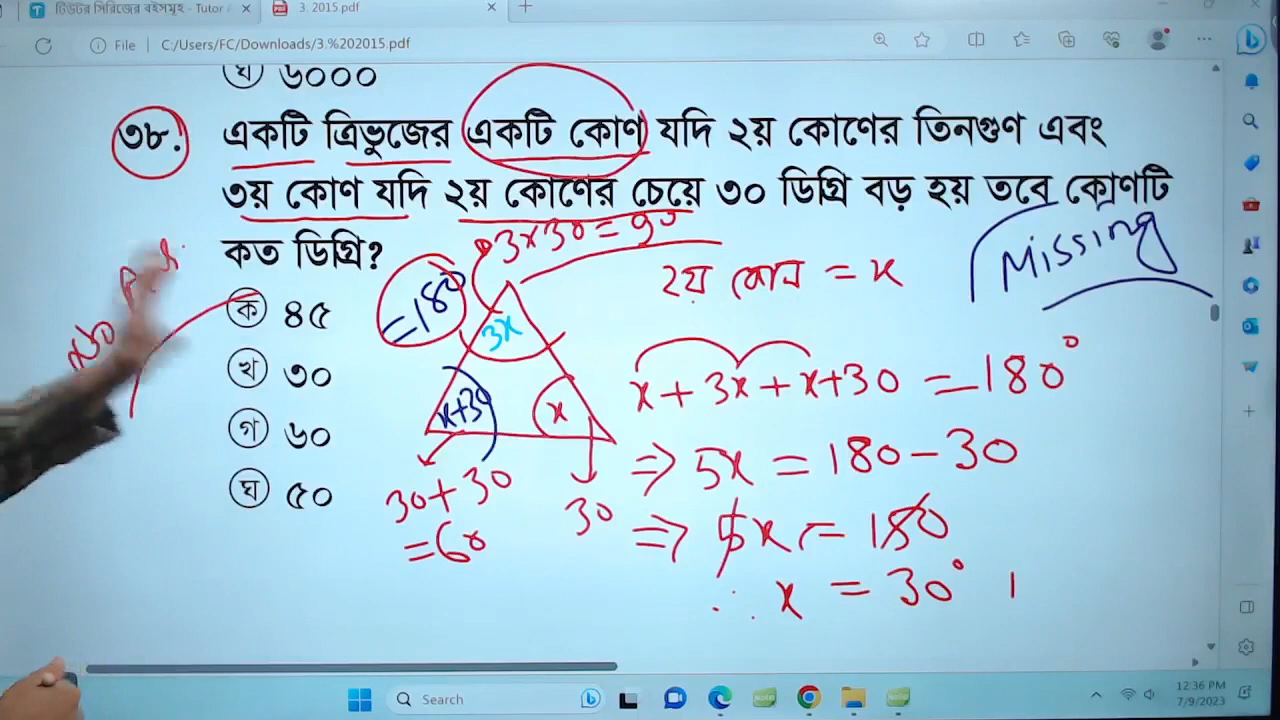 টিউটর সিরিজের বইসমূহ - Tutor
3. 2015.pdf
File
C:/Users/FC/Downloads/3.%202015.pdf
ঘ ৬০০০
৩৮. একটি ত্রিভুজের একটি কোণ যদি ২য় কোণের তিনগুণ এবং
৩য় কোণ যদি ২য় কোণের চেয়ে ৩০ ডিগ্রি বড় হয় তবে কোণটি
কত ডিগ্রি?
Missing
3x30=90
=180
২য় কোন = x
ক ৪৫
খ ৩০
গ ৬০
ঘ ৫০
3x
x+30
x
30+30
=60
30
x+3x+x+30 =180°
⇒ 5x = 180-30
⇒ 5x = 150
∴ x = 30°
Search
12:36 PM
7/9/2023